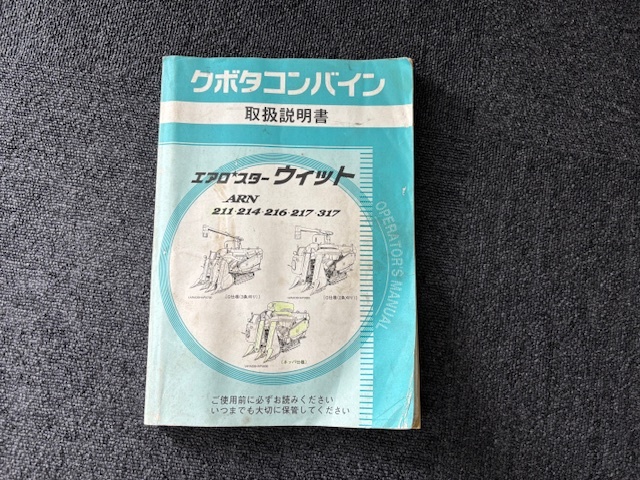 クボタコンバイン
取扱説明書
エアロスター ウィット
ARN
211・214・216・217・317
OPERATOR'S MANUAL
ご使用前に必ずお読みください
いつまでも大切に保管してください